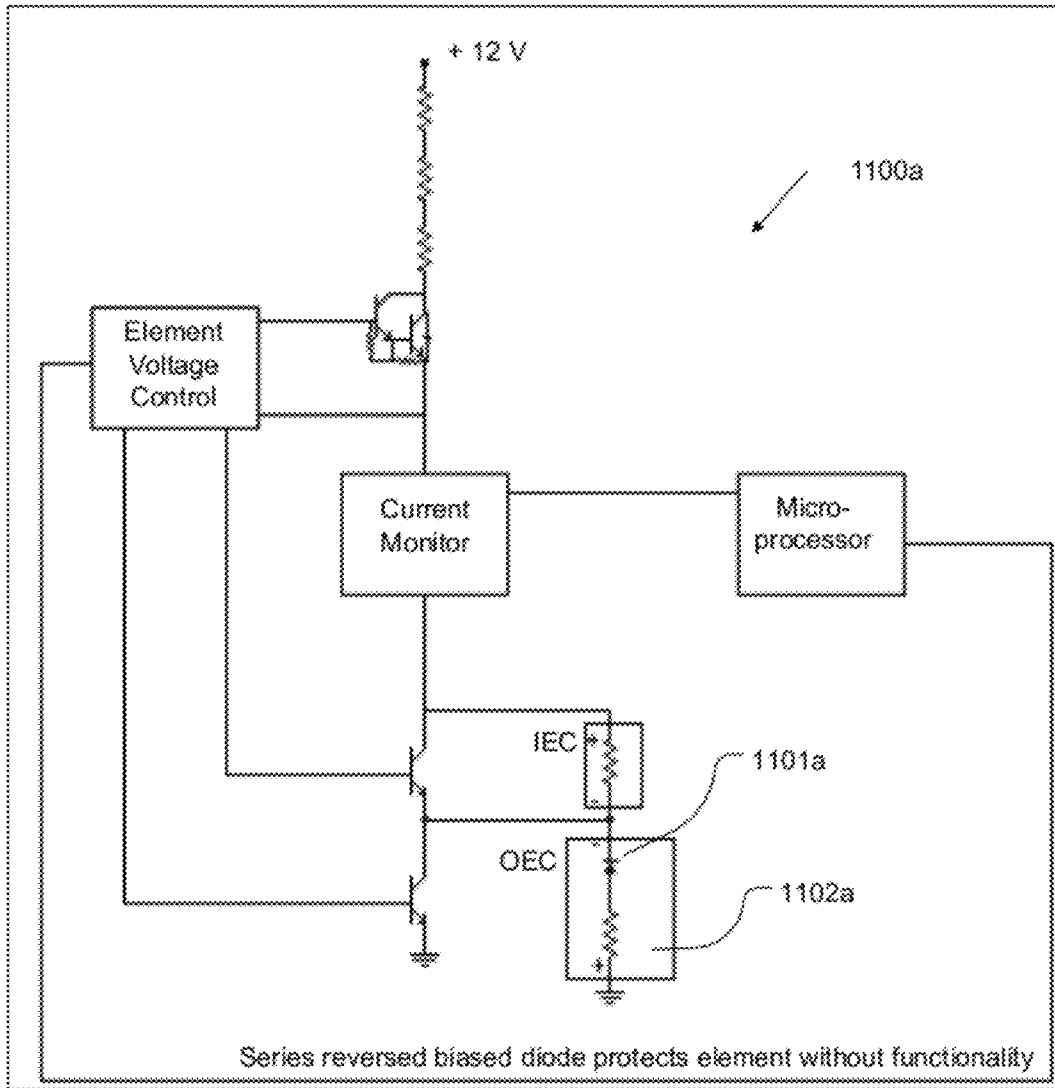 + 12 V
1100a
Element
Voltage
Control
Current
Monitor
Micro-
processor
IEC
+
-
1101a
OEC
-
1102a
+
Series reversed biased diode protects element without functionality